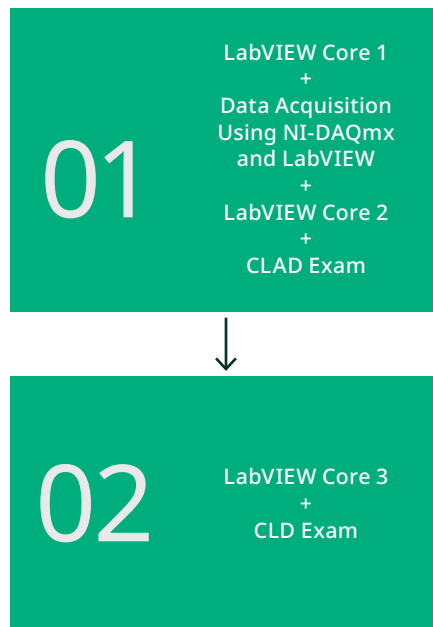 01
LabVIEW Core 1
+
Data Acquisition
Using NI-DAQmx
and LabVIEW
+
LabVIEW Core 2
+
CLAD Exam
02
LabVIEW Core 3
+
CLD Exam